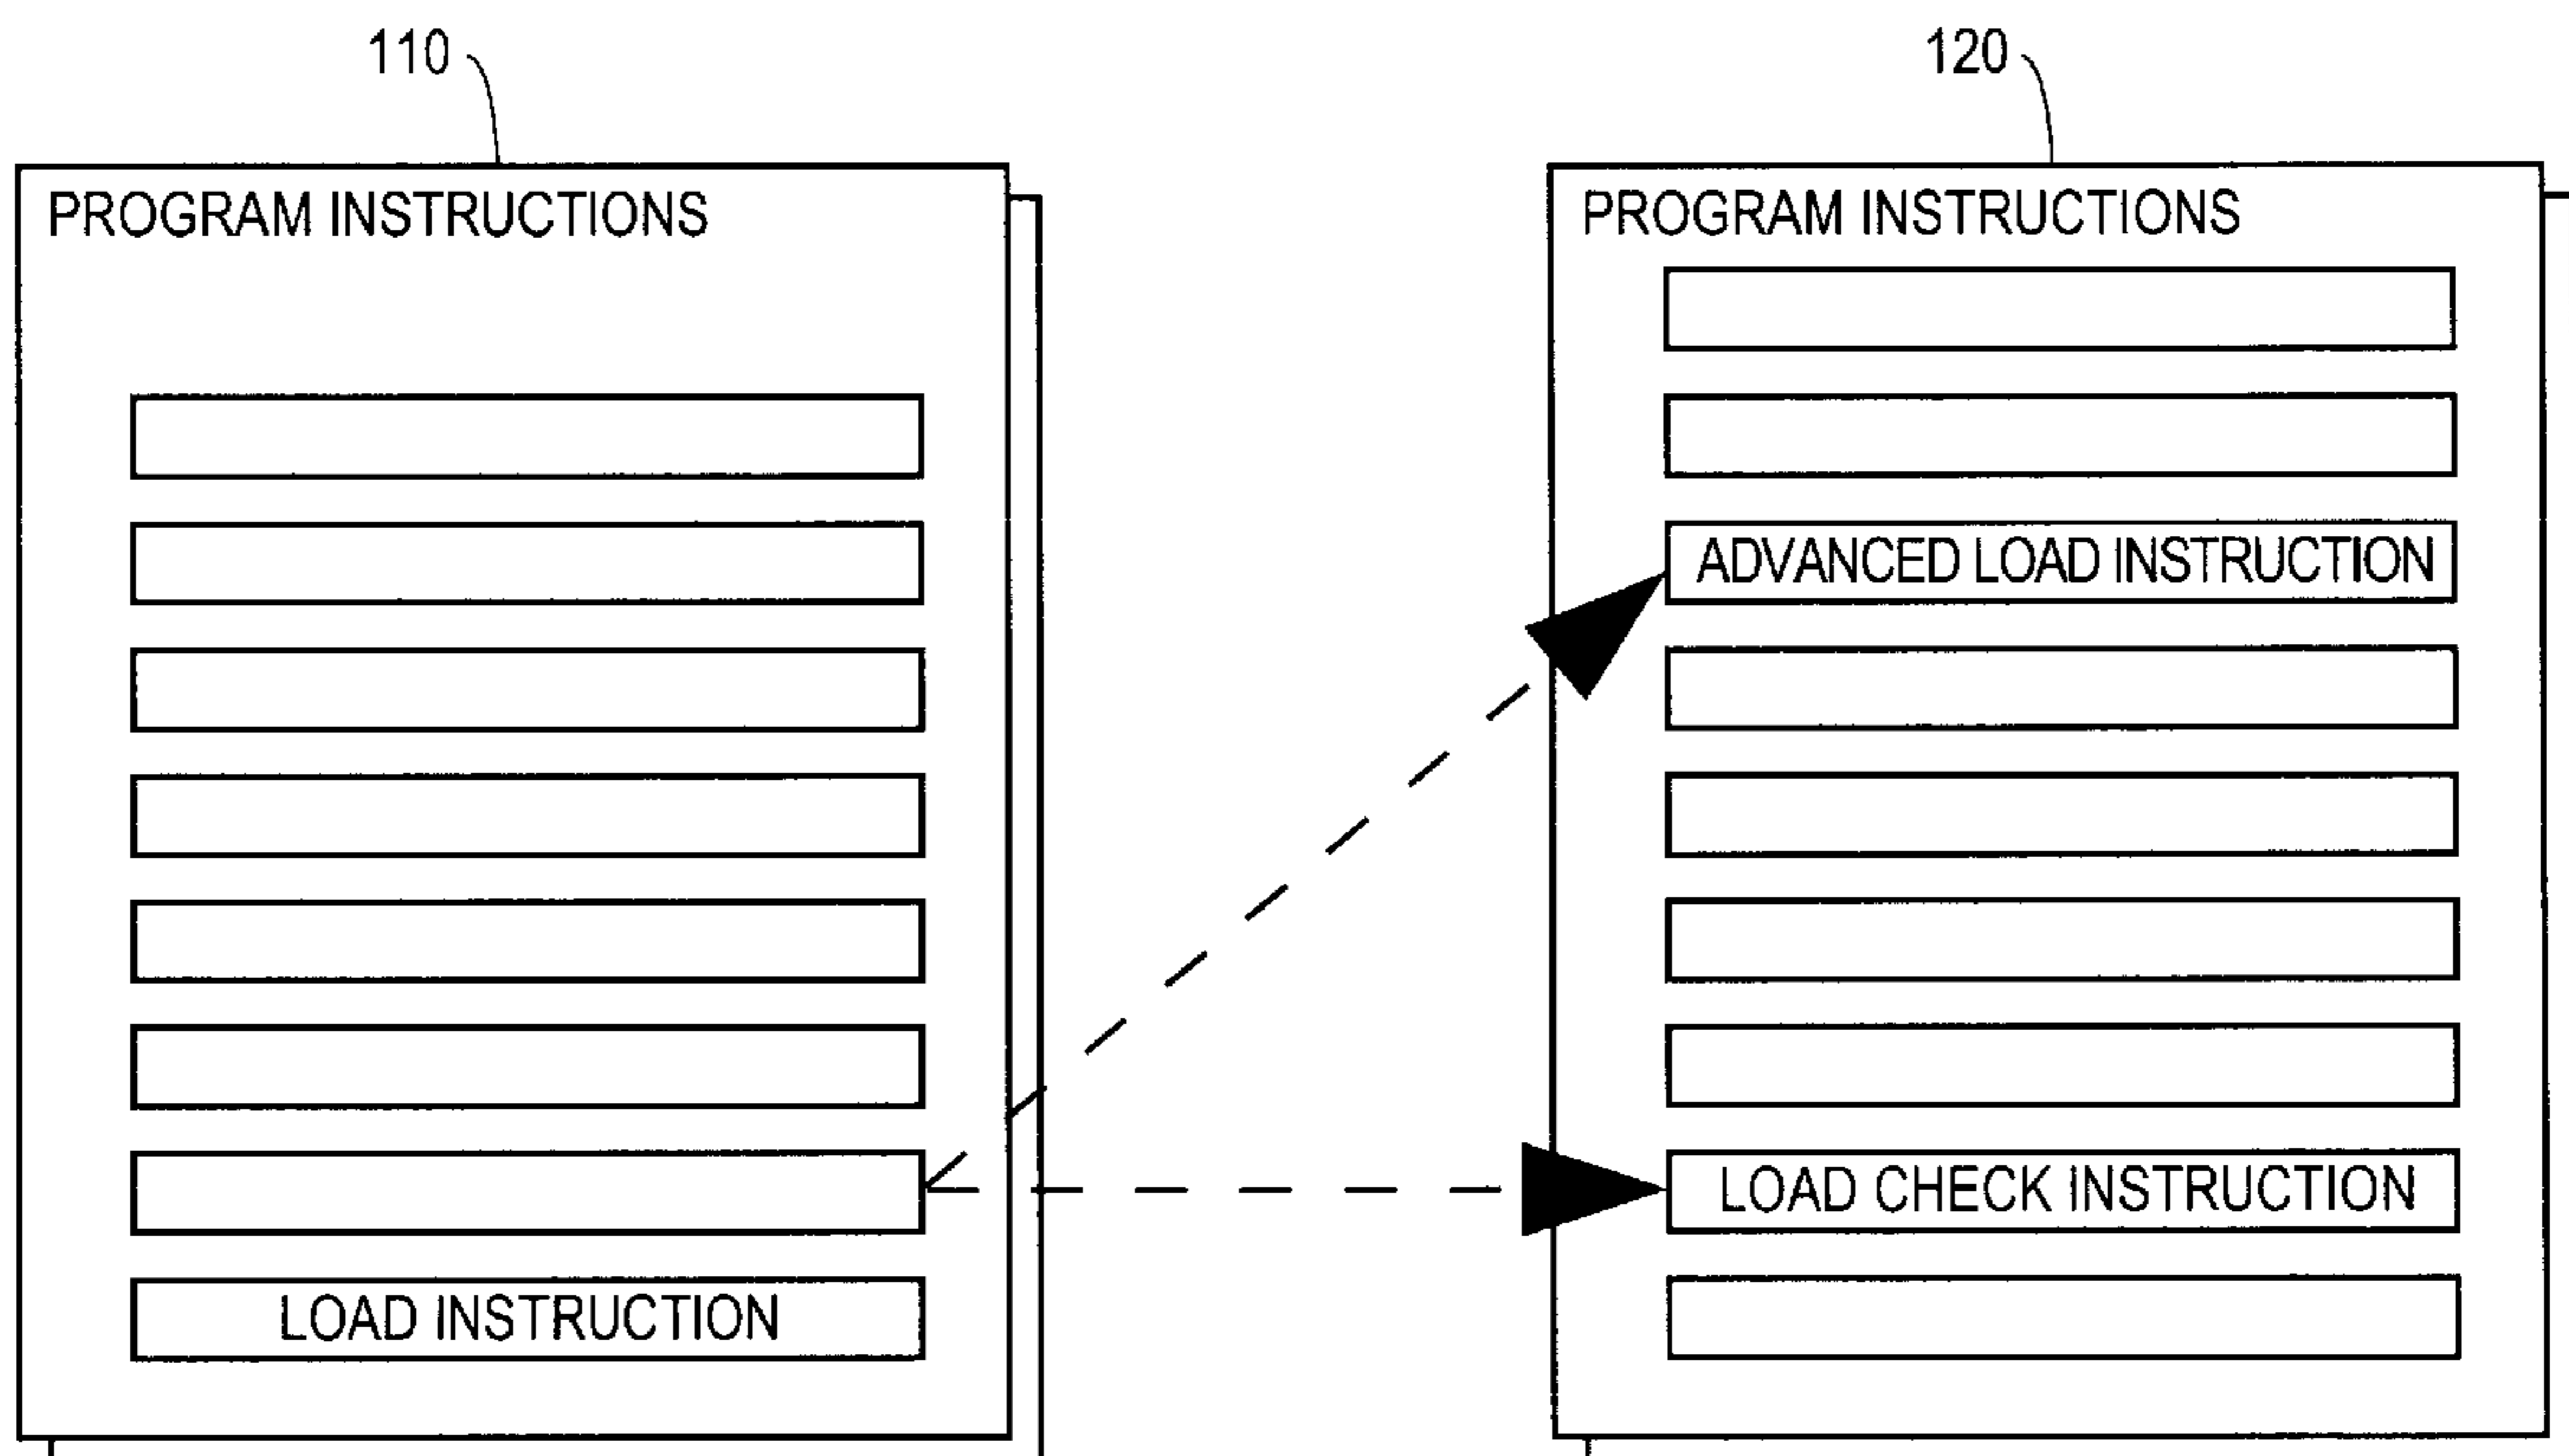 110
120
PROGRAM INSTRUCTIONS
PROGRAM INSTRUCTIONS
ADVANCED LOAD INSTRUCTION
LOAD CHECK INSTRUCTION
LOAD INSTRUCTION